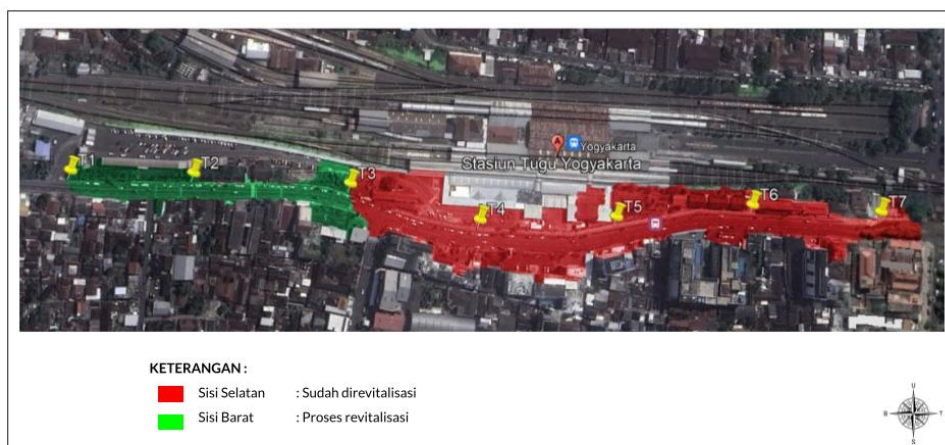 T1
T2
T3
Yogyakarta
Stasiun Tugu Yogyakarta
T4
T5
T6
T7
KETERANGAN :
Sisi Selatan : Sudah direvitalisasi
Sisi Barat : Proses revitalisasi
U
B T
S